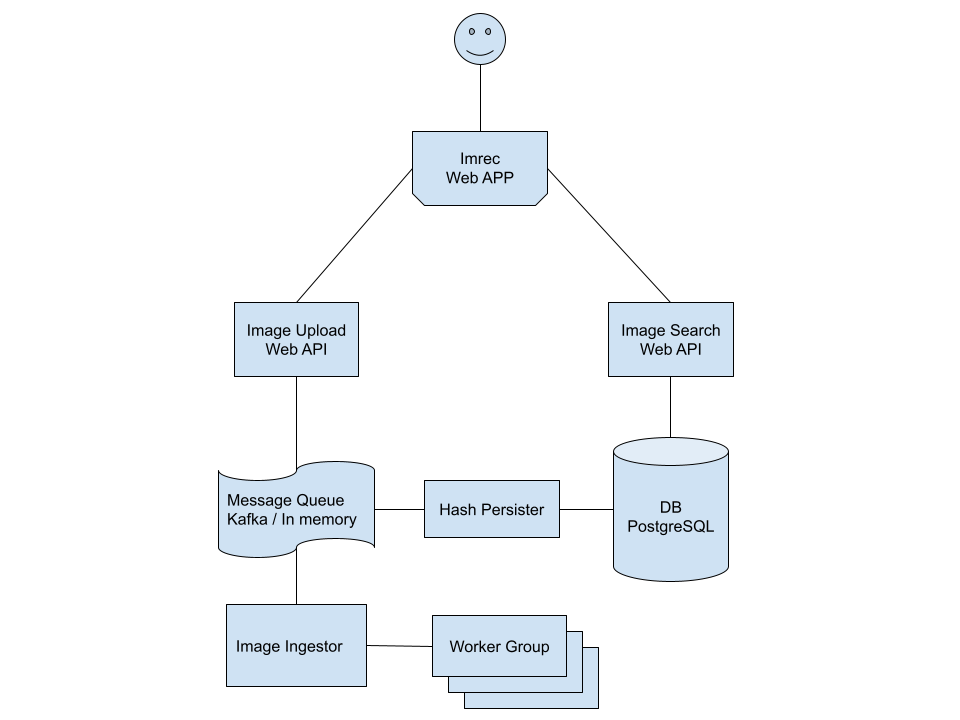 Imrec
Web APP
Image Upload
Web API
Image Search
Web API
Message Queue
Kafka / In memory
Hash Persister
DB
PostgreSQL
Image Ingestor
Worker Group